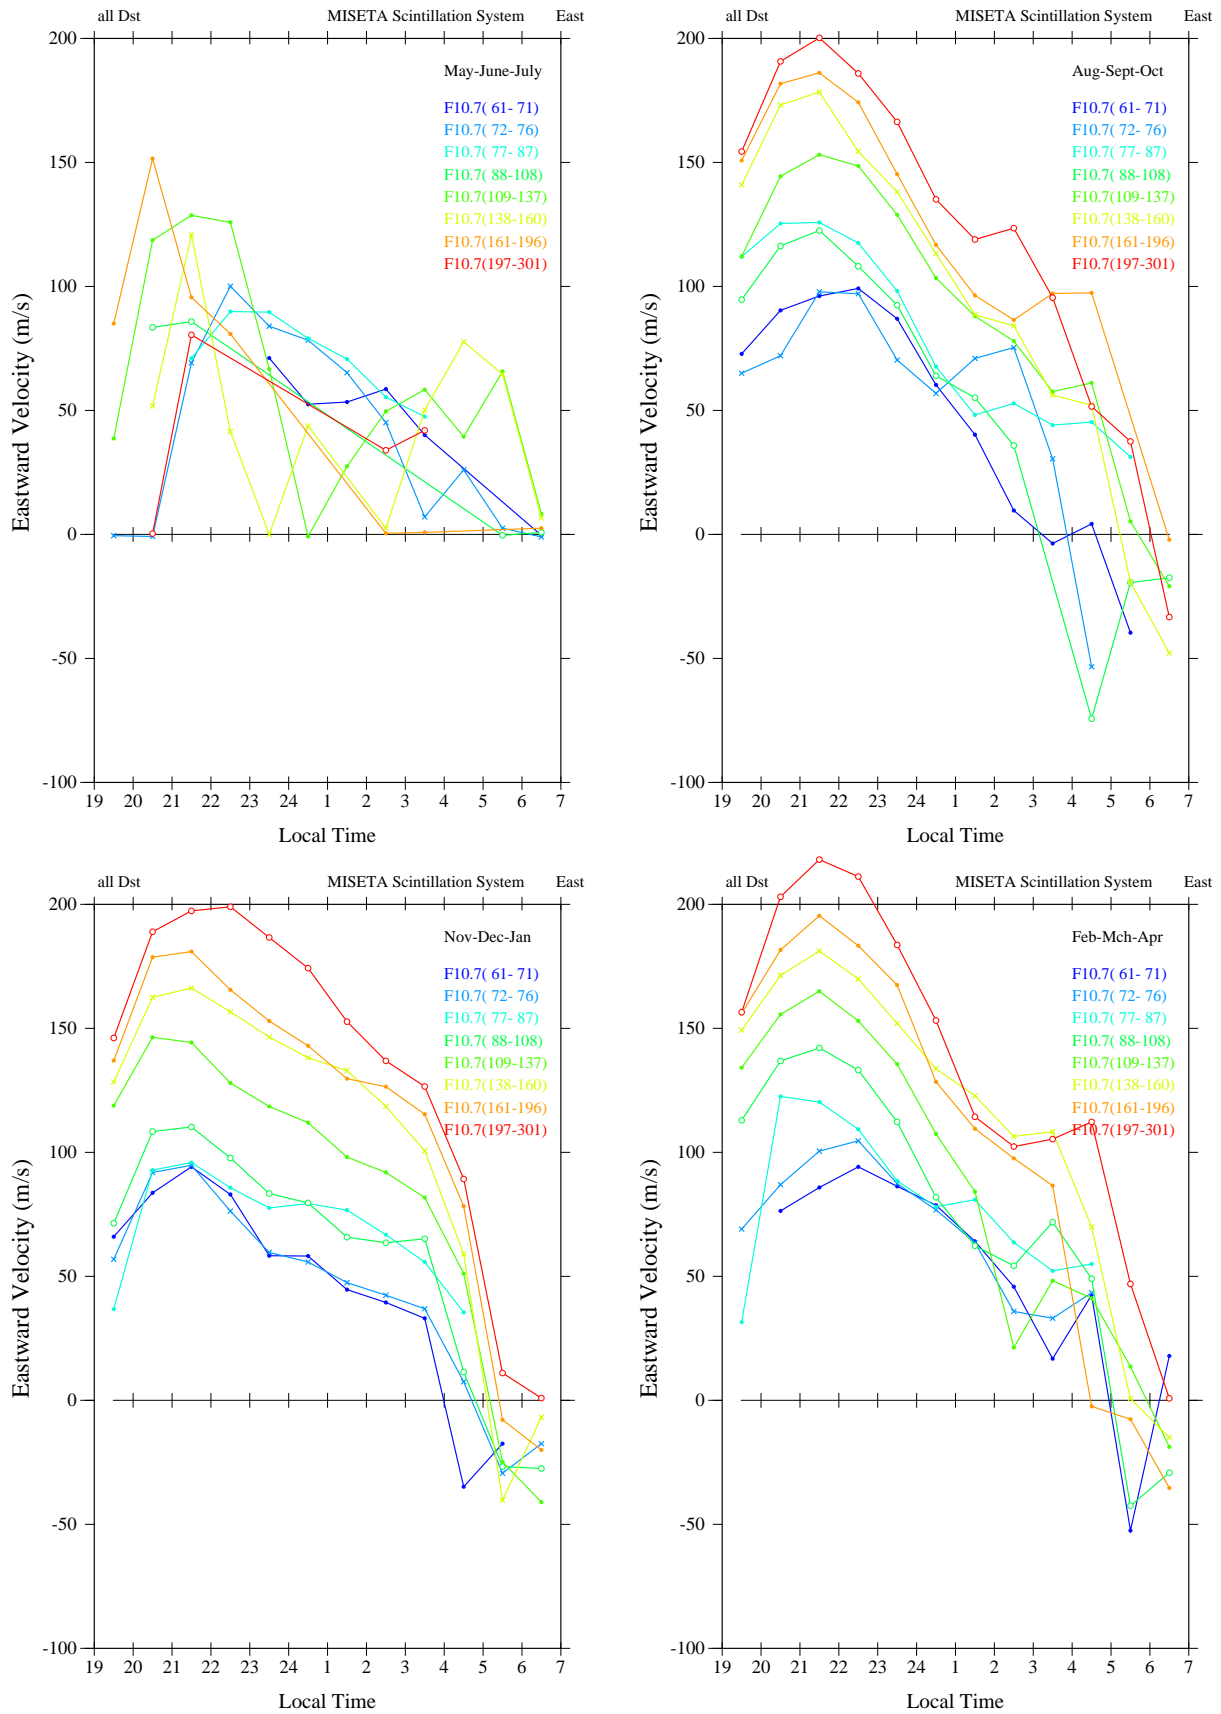 all Dst MISETA Scintillation System East
May-June-July
F10.7( 61- 71)
F10.7( 72- 76)
F10.7( 77- 87)
F10.7( 88-108)
F10.7(109-137)
F10.7(138-160)
F10.7(161-196)
F10.7(197-301)
200
150
100
50
0
-50
-100
Eastward Velocity (m/s)
19 20 21 22 23 24 1 2 3 4 5 6 7
Local Time
all Dst MISETA Scintillation System East
Aug-Sept-Oct
F10.7( 61- 71)
F10.7( 72- 76)
F10.7( 77- 87)
F10.7( 88-108)
F10.7(109-137)
F10.7(138-160)
F10.7(161-196)
F10.7(197-301)
200
150
100
50
0
-50
-100
Eastward Velocity (m/s)
19 20 21 22 23 24 1 2 3 4 5 6 7
Local Time
all Dst MISETA Scintillation System East
Nov-Dec-Jan
F10.7( 61- 71)
F10.7( 72- 76)
F10.7( 77- 87)
F10.7( 88-108)
F10.7(109-137)
F10.7(138-160)
F10.7(161-196)
F10.7(197-301)
200
150
100
50
0
-50
-100
Eastward Velocity (m/s)
19 20 21 22 23 24 1 2 3 4 5 6 7
Local Time
all Dst MISETA Scintillation System East
Feb-Mch-Apr
F10.7( 61- 71)
F10.7( 72- 76)
F10.7( 77- 87)
F10.7( 88-108)
F10.7(109-137)
F10.7(138-160)
F10.7(161-196)
F10.7(197-301)
200
150
100
50
0
-50
-100
Eastward Velocity (m/s)
19 20 21 22 23 24 1 2 3 4 5 6 7
Local Time